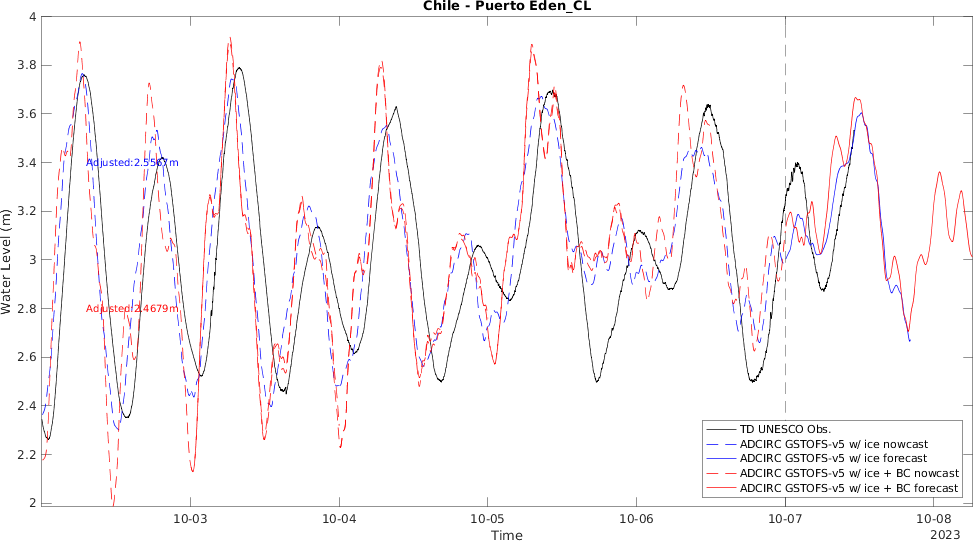 Chile - Puerto Eden_CL
4
3.8
3.6
3.4
3.2
3
2.8
2.6
2.4
2.2
2
Water Level (m)
Adjusted:2.5567m
Adjusted:2.4679m
10-03
10-04
10-05
10-06
10-07
10-08
2023
Time
TD UNESCO Obs.
ADCIRC GSTOFS-v5 w/ ice nowcast
ADCIRC GSTOFS-v5 w/ ice forecast
ADCIRC GSTOFS-v5 w/ ice + BC nowcast
ADCIRC GSTOFS-v5 w/ ice + BC forecast